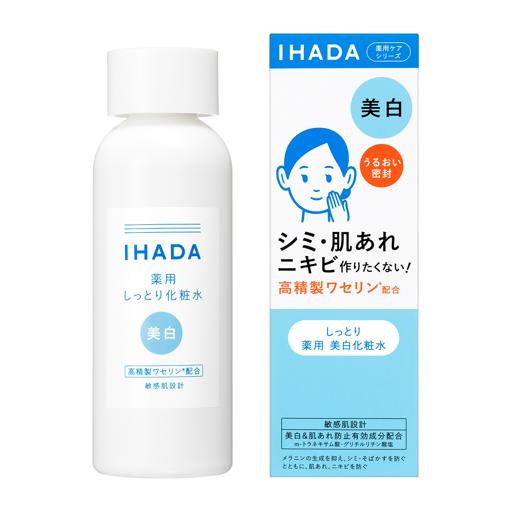 IHADA
薬用
しっとり化粧水
美白
高精製ワセリン*配合
敏感肌設計
IHADA
薬用ケア
シリーズ
美白
うるおい
密封
シミ・肌あれ
ニキビ作りたくない!
高精製ワセリン*配合
しっとり
薬用 美白化粧水
敏感肌設計
美白&肌あれ防止有効成分配合
m-トラネキサム酸・グリチルリチン酸塩
メラニンの生成を抑え、シミ・そばかすを防ぐ
とともに、肌あれ、ニキビを防ぐ